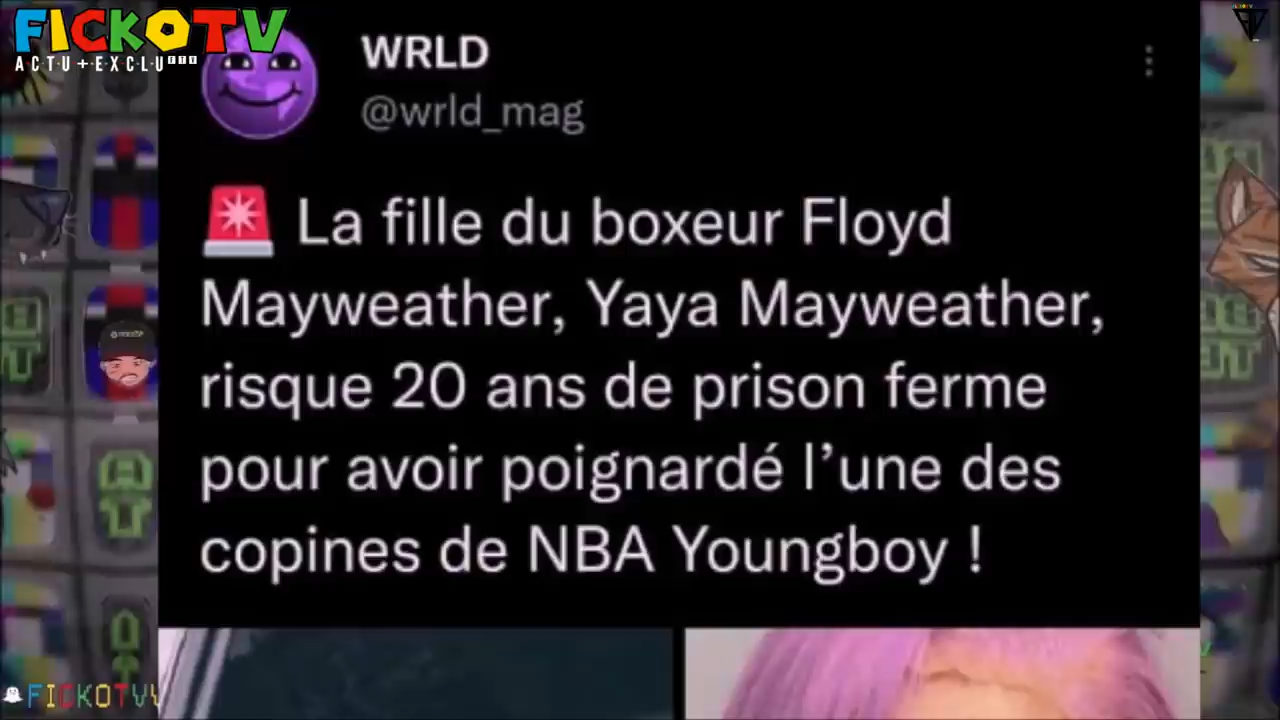 FICKOTV
ACTU+EXCLU
WRLD
@wrld_mag
🚨 La fille du boxeur Floyd
Mayweather, Yaya Mayweather,
risque 20 ans de prison ferme
pour avoir poignardé l’une des
copines de NBA Youngboy !
FICKOTV